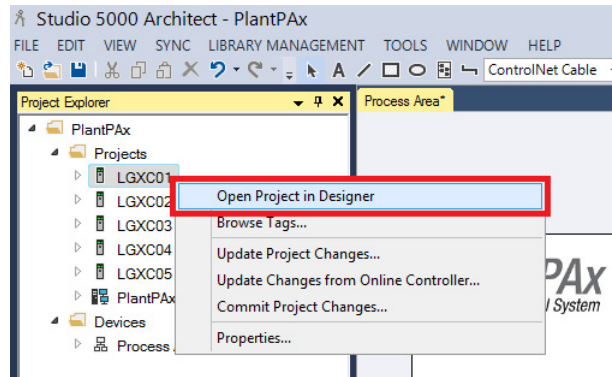 Studio 5000 Architect - PlantPAx
FILE EDIT VIEW SYNC LIBRARY MANAGEMENT TOOLS WINDOW HELP
A ControlNet Cable
Project Explorer
Process Area*
PlantPAx
Projects
LGXC01
LGXC02
LGXC03
LGXC04
LGXC05
PlantPAx
Devices
Process
Open Project in Designer
Browse Tags...
Update Project Changes...
Update Changes from Online Controller...
Commit Project Changes...
Properties...
PAx
System